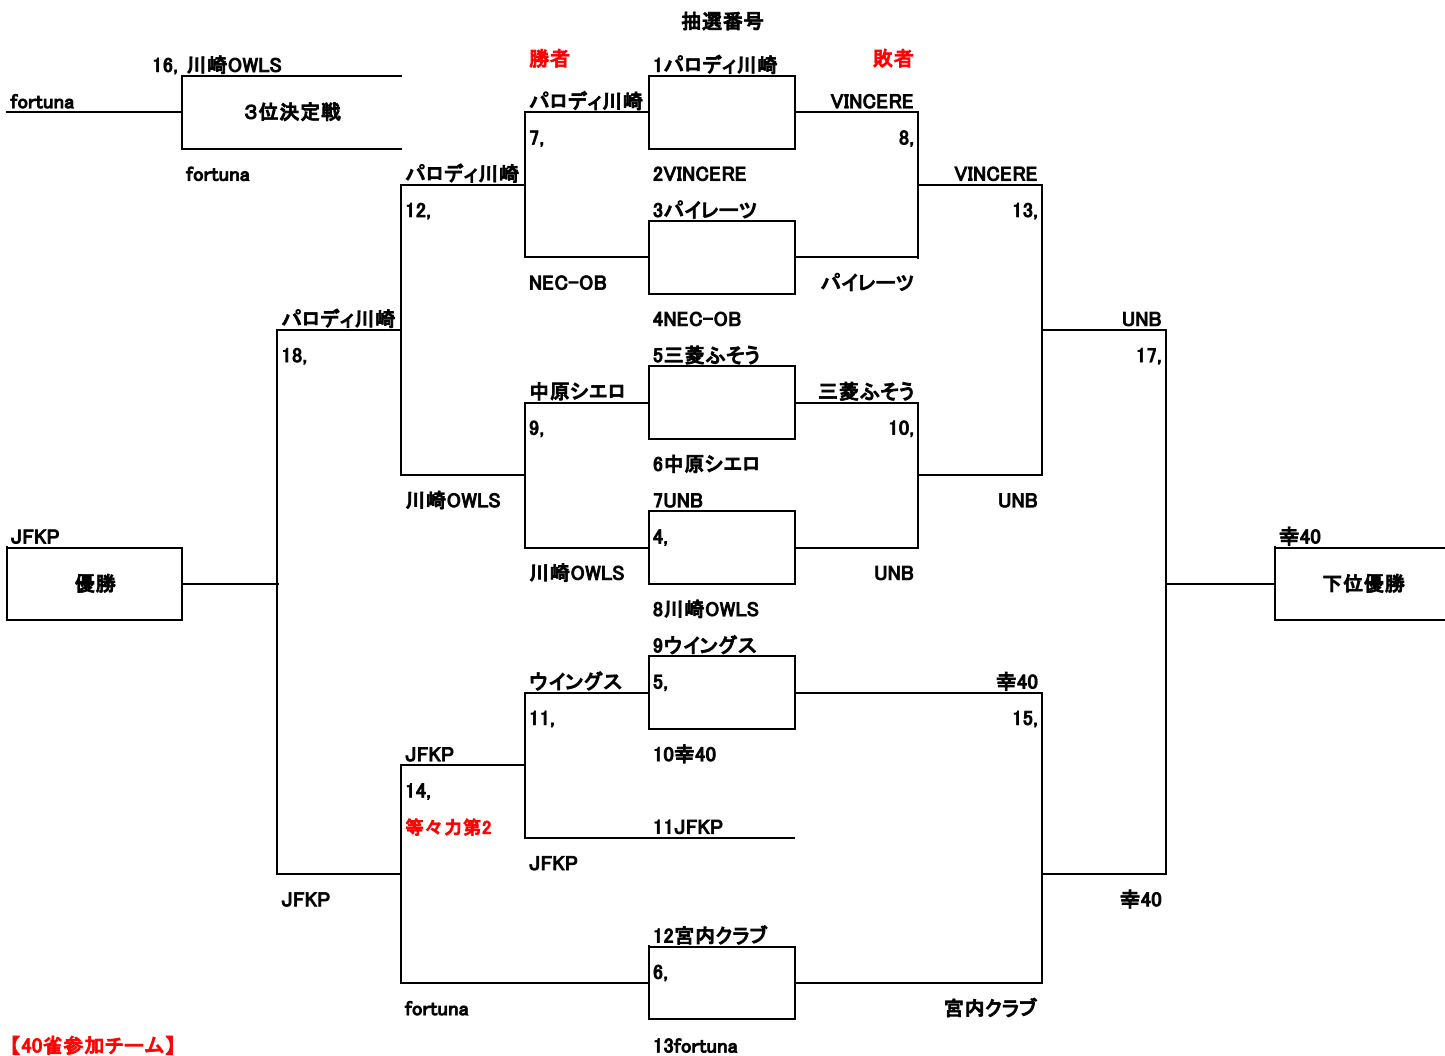 抽選番号
勝者
敗者
16, 川崎OWLS
1パロディ川崎
fortuna
３位決定戦
パロディ川崎
VINCERE
7,
8,
fortuna
パロディ川崎
2VINCERE
VINCERE
12,
3パイレーツ
13,
NEC-OB
パイレーツ
パロディ川崎
4NEC-OB
UNB
18,
5三菱ふそう
17,
中原シエロ
三菱ふそう
9,
10,
6中原シエロ
川崎OWLS
7UNB
UNB
JFKP
4,
幸40
優勝
川崎OWLS
UNB
下位優勝
8川崎OWLS
9ウイングス
ウイングス
5,
幸40
11,
15,
JFKP
10幸40
14,
等々力第2
11JFKP
JFKP
JFKP
幸40
12宮内クラブ
6,
fortuna
宮内クラブ
【40雀参加チーム】
13fortuna